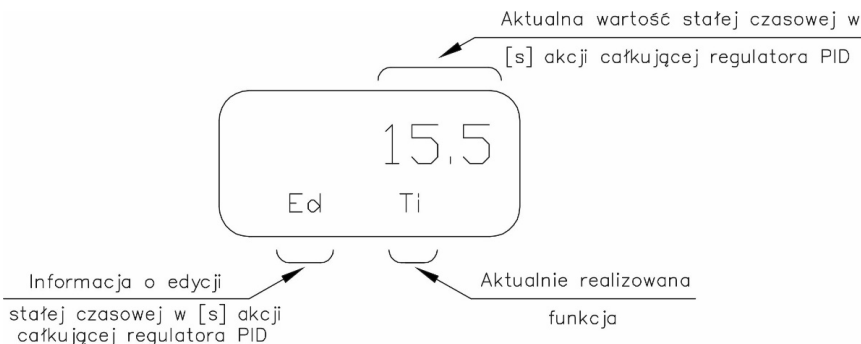 Aktualna wartość stałej czasowej w
[s] akcji całkującej regulatora PID
15.5
Ed Ti
Informacja o edycji
stałej czasowej w [s] akcji
całkującej regulatora PID
Aktualnie realizowana
funkcja